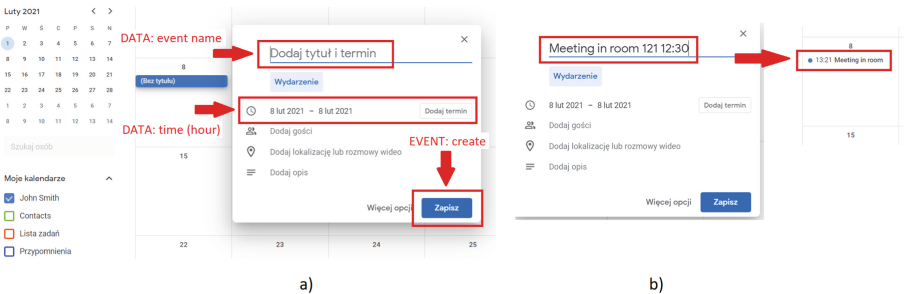 Luty 2021 < >
P W Ś C P S N
1 2 3 4 5 6 7
8 9 10 11 12 13 14
15 16 17 18 19 20 21
22 23 24 25 26 27 28
1 2 3 4 5 6 7
8 9 10 11 12 13 14
Szukaj osób
Moje kalendarze
John Smith
Contacts
Lista zadań
Przypomnienia
DATA: event name
8
(Bez tytułu)
DATA: time (hour)
15
22 23 24 25
Dodaj tytuł i termin
Wydarzenie
8 lut 2021 – 8 lut 2021 Dodaj termin
Dodaj gości
EVENT: create
Dodaj lokalizację lub rozmowy wideo
Dodaj opis
Więcej opcji Zapisz
a)
Meeting in room 121 12:30
Wydarzenie
8 lut 2021 – 8 lut 2021 Dodaj termin
Dodaj gości
Dodaj lokalizację lub rozmowy wideo
Dodaj opis
Więcej opcji Zapisz
8
13:21 Meeting in room
15
b)